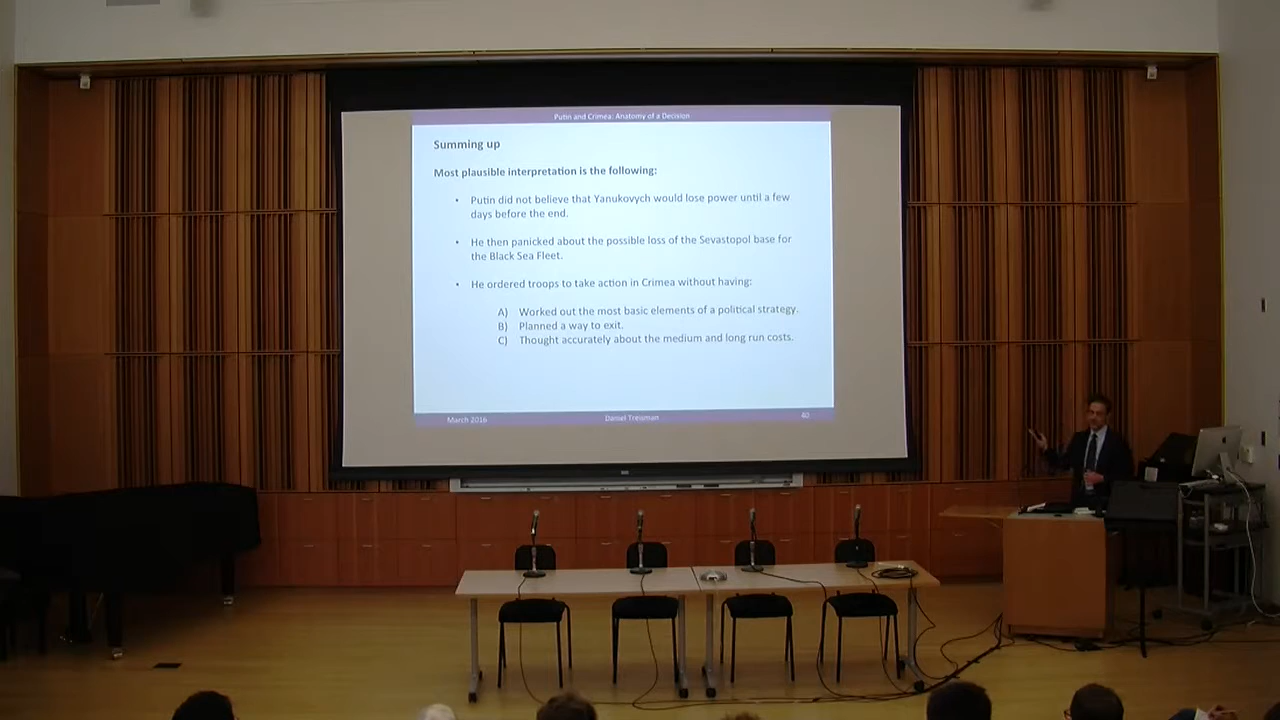 Putin and Crimea: Anatomy of a Decision
Summing up
Most plausible interpretation is the following:
• Putin did not believe that Yanukovych would lose power until a few
days before the end.
• He then panicked about the possible loss of the Sevastopol base for
the Black Sea Fleet.
• He ordered troops to take action in Crimea without having:
A) Worked out the most basic elements of a political strategy.
B) Planned a way to exit.
C) Thought accurately about the medium and long run costs.
March 2016 Daniel Treisman 40